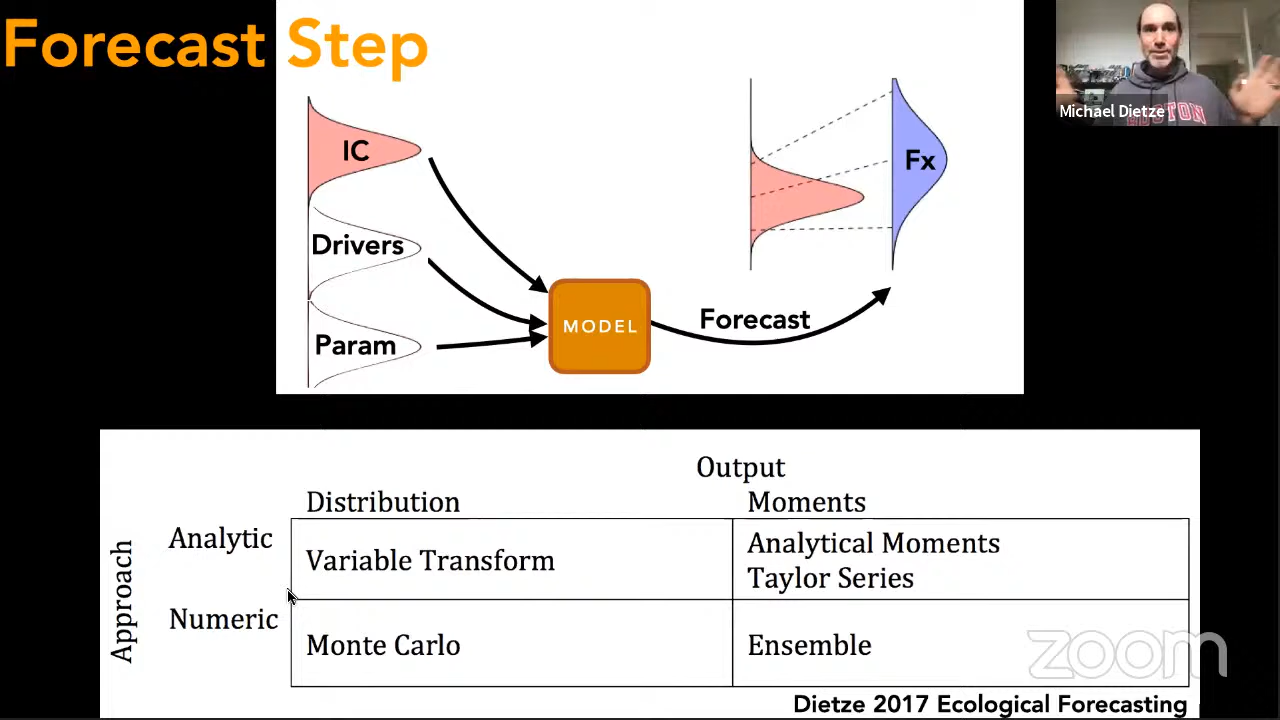 Forecast Step
IC
Drivers
Param
MODEL
Forecast
Fx
Michael Dietze
BOSTON
Output
Distribution
Moments
Approach
Analytic
Variable Transform
Analytical Moments
Taylor Series
Numeric
Monte Carlo
Ensemble
zoom
Dietze 2017 Ecological Forecasting